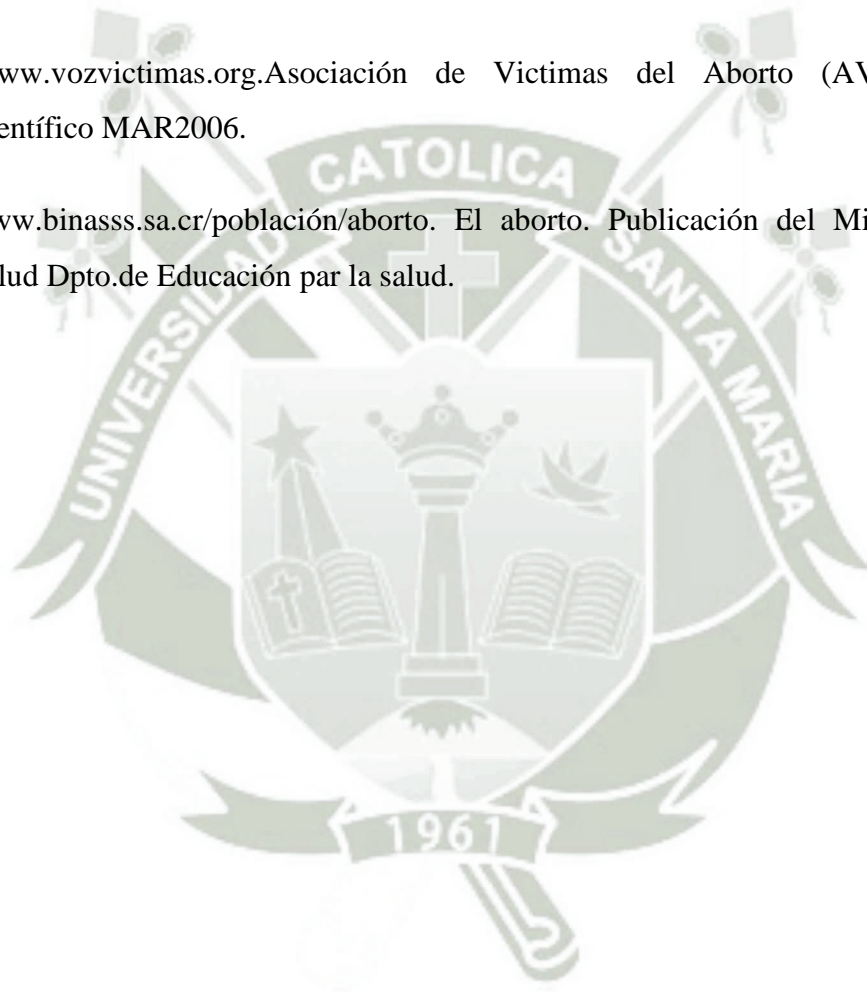 ww.vozvictimas.org.Asociación de Victimas del Aborto (AV
entífico MAR2006.
ww.binasss.sa.cr/población/aborto. El aborto. Publicación del Mi
lud Dpto.de Educación par la salud.
UNIVERSIDAD CATOLICA SANTA MARIA
1961